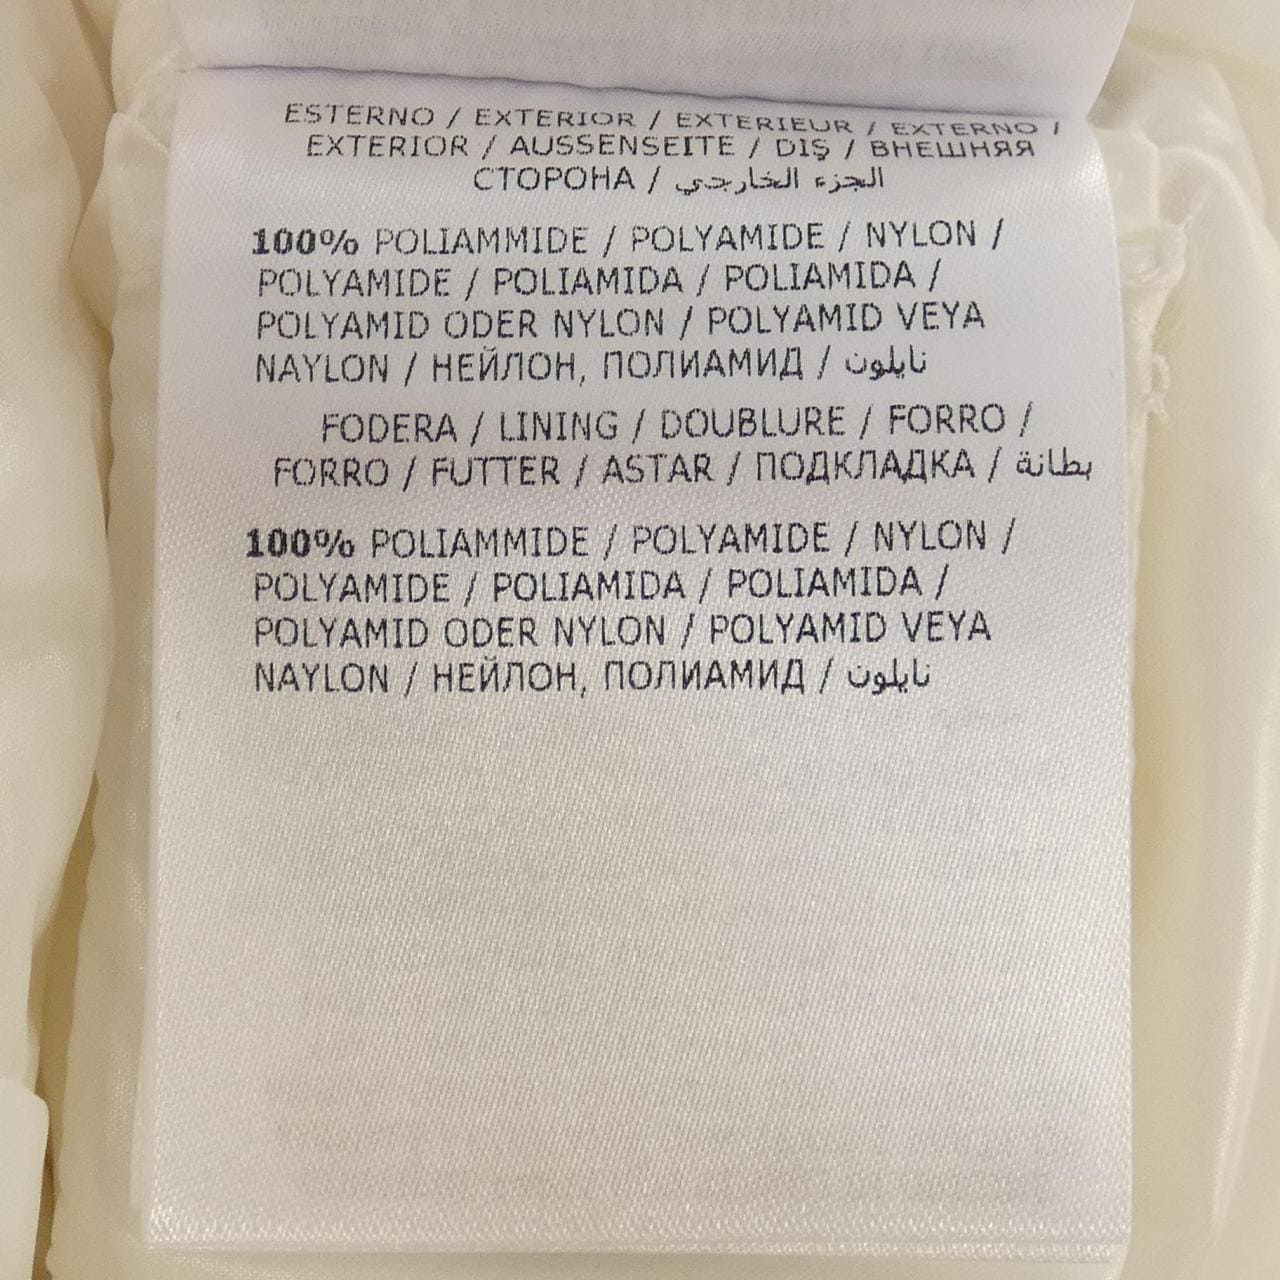 ESTERNO / EXTERIOR / EXTERIEUR / EXTERNO /
EXTERIOR / AUSSENSEITE / DIŞ / ВНЕШНЯЯ
СТОРОНА / الجزء الخارجي
100% POLIAMMIDE / POLYAMIDE / NYLON /
POLYAMIDE / POLIAMIDA / POLIAMIDA /
POLYAMID ODER NYLON / POLYAMID VEYA
NAYLON / НЕЙЛОН, ПОЛИАМИД / نايلون
FODERA / LINING / DOUBLURE / FORRO /
FORRO / FUTTER / ASTAR / ПОДКЛАДКА / بطانة
100% POLIAMMIDE / POLYAMIDE / NYLON /
POLYAMIDE / POLIAMIDA / POLIAMIDA /
POLYAMID ODER NYLON / POLYAMID VEYA
NAYLON / НЕЙЛОН, ПОЛИАМИД / نايلون